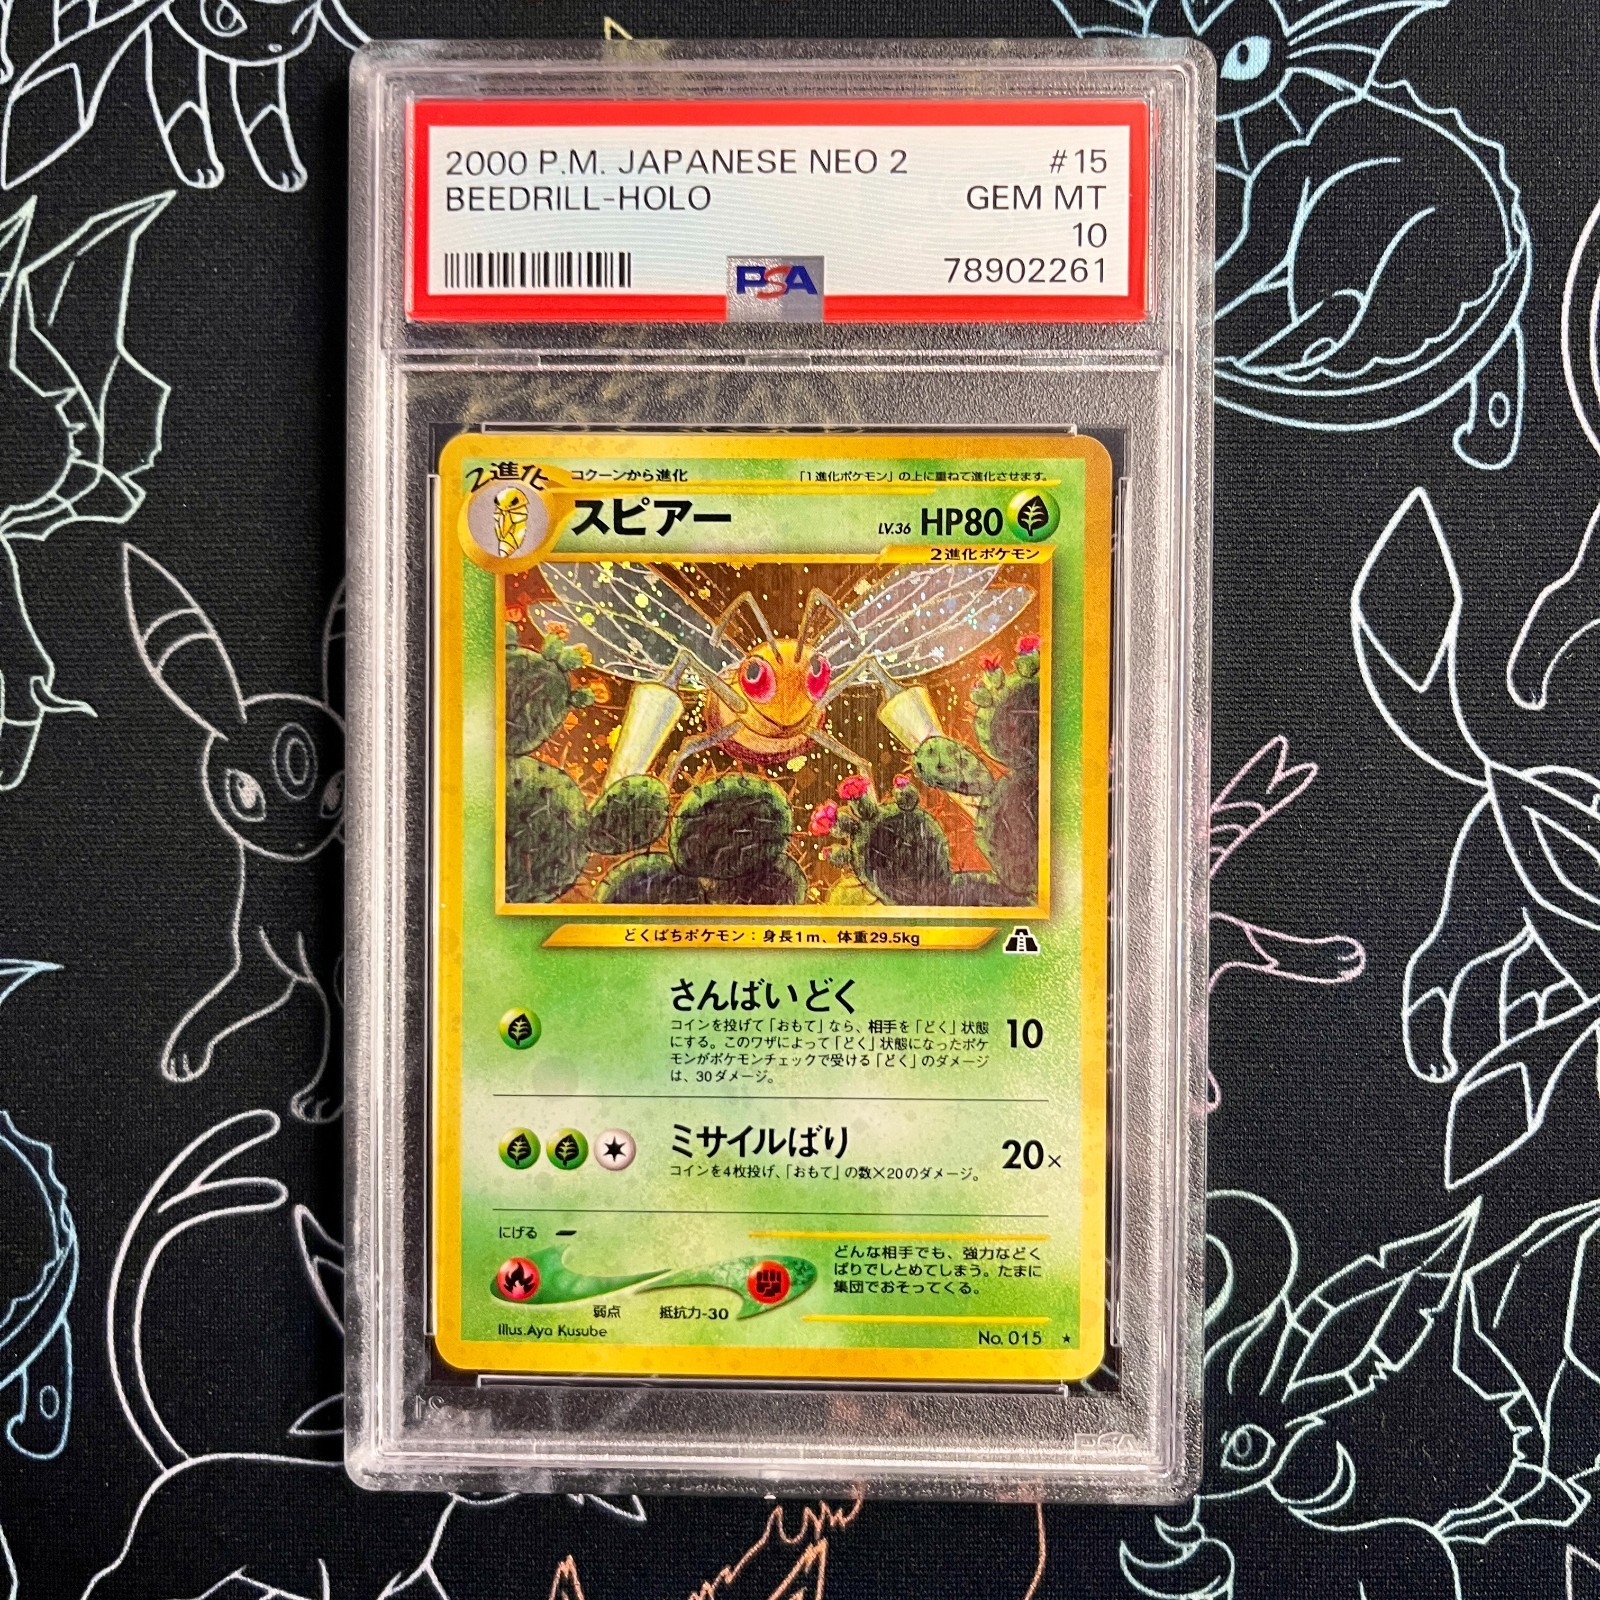 2000 P.M. JAPANESE NEO 2 #15
BEEDRILL-HOLO GEM MT
10
PSA 78902261
2進化 コクーンから進化 「1進化ポケモン」の上に重ねて進化させます。
スピアー LV.36 HP80
2進化ポケモン
どくばちポケモン：身長1m、体重29.5kg
さんばいどく
コインを投げて「おもて」なら、相手を「どく」状態
にする。このワザによって「どく」状態になったポケ
モンがポケモンチェックで受ける「どく」のダメージ
は、30ダメージ。
10
ミサイルばり
コインを4枚投げ、「おもて」の数×20のダメージ。
20×
にげる
弱点 抵抗力-30
どんな相手でも、強力などく
ばりでしとめてしまう。たまに
集団でおそってくる。
Illus. Aya Kusube No. 015 ★